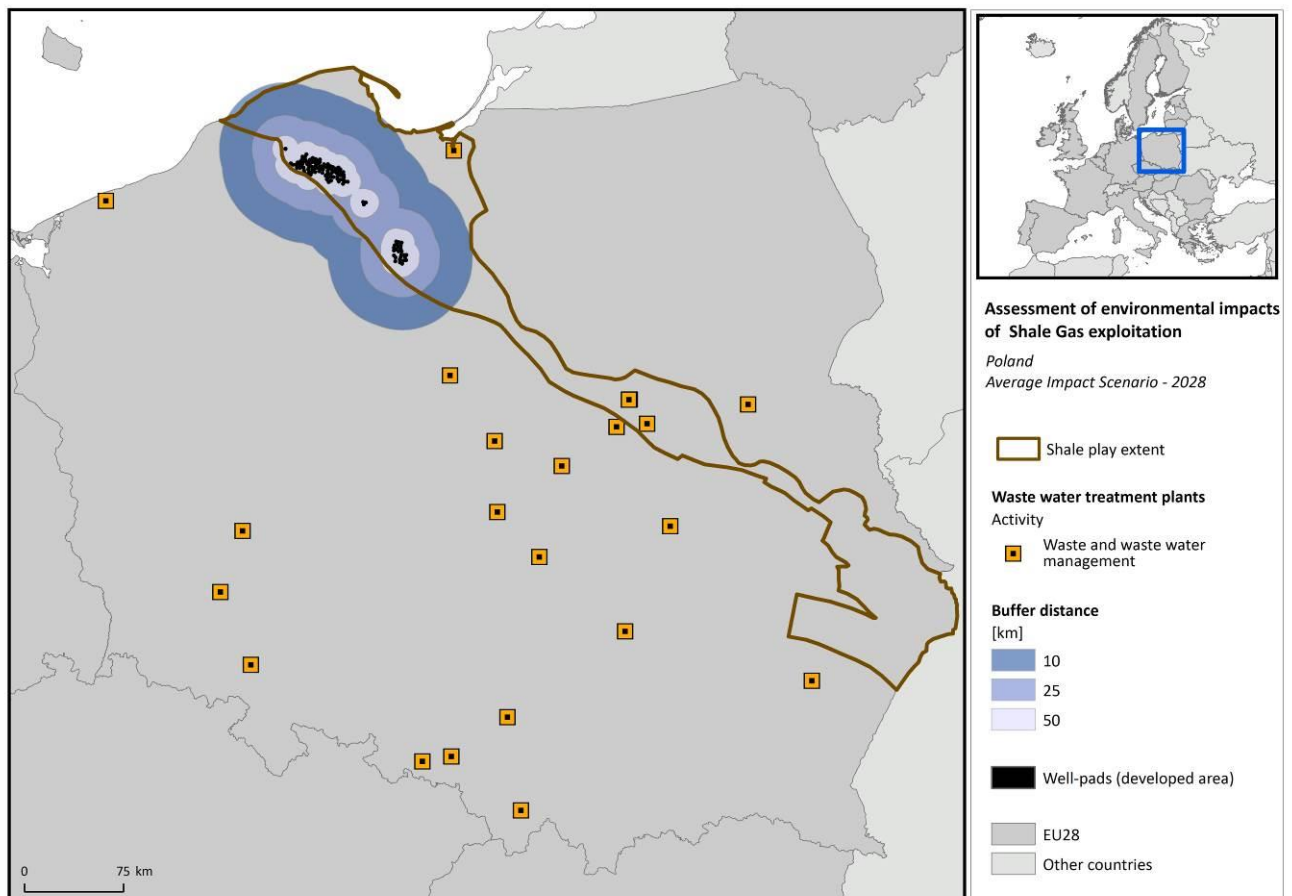 Assessment of environmental impacts
of Shale Gas exploitation
Poland
Average Impact Scenario - 2028
Shale play extent
Waste water treatment plants
Activity
Waste and waste water
management
Buffer distance
[km]
10
25
50
Well-pads (developed area)
EU28
Other countries
0 75 km